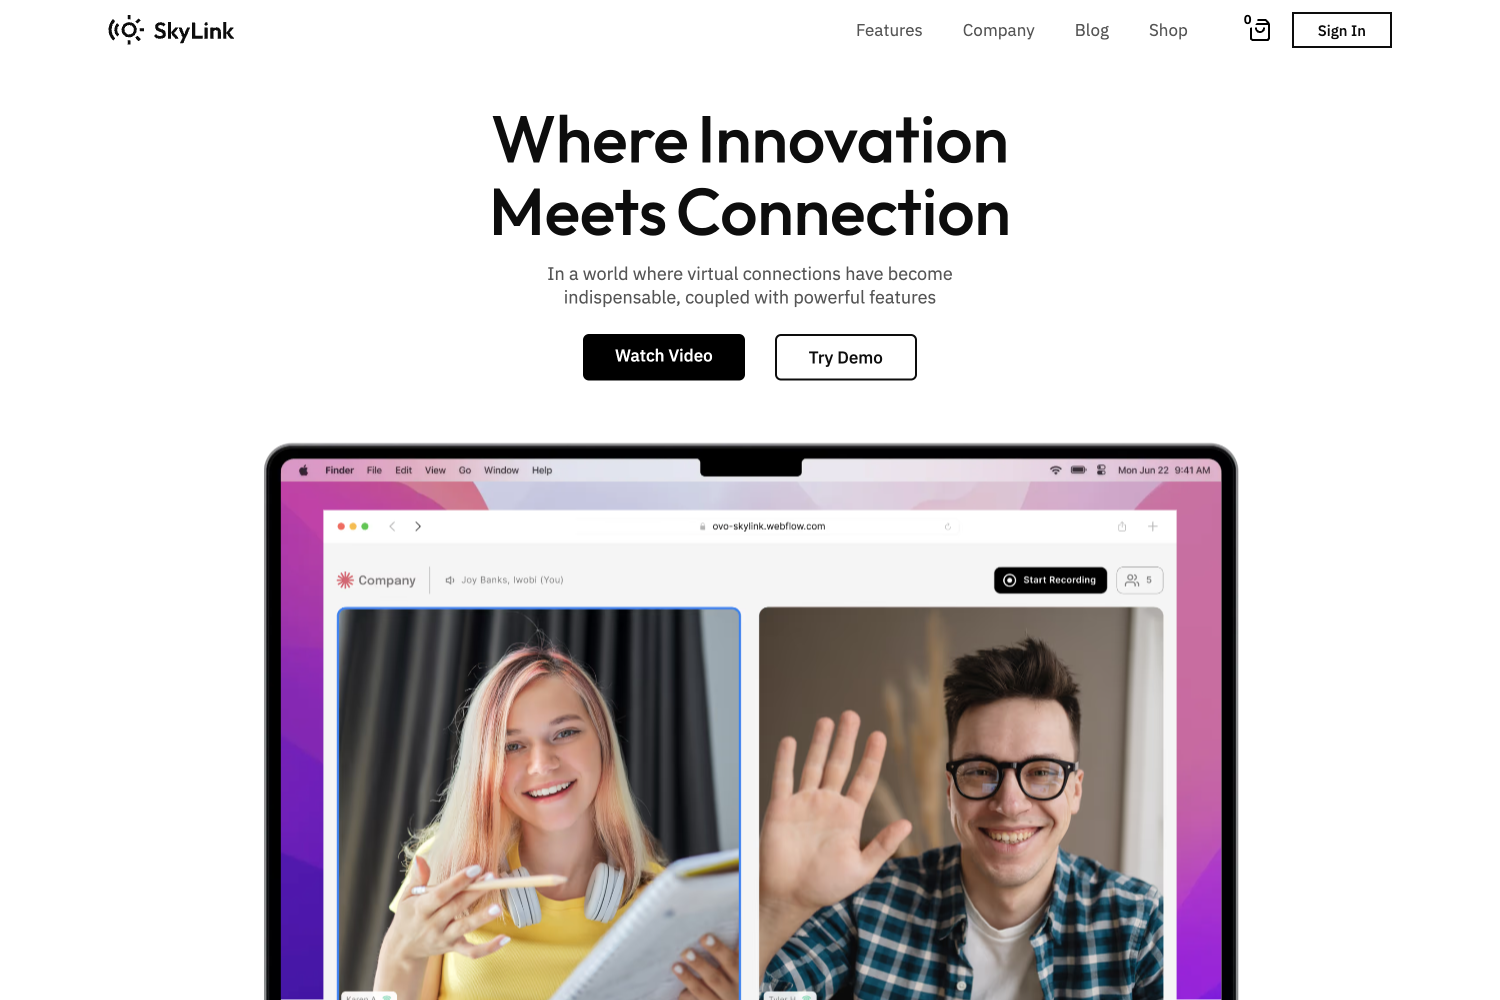 SkyLink
Features Company Blog Shop 0 Sign In
Where Innovation
Meets Connection
In a world where virtual connections have become
indispensable, coupled with powerful features
Watch Video Try Demo
Finder File Edit View Go Window Help Mon Jun 22 9:41 AM
ovo-skylink.webflow.com
Company Joy Banks, Iwobi (You) Start Recording 5
Karen A. Tyler H.